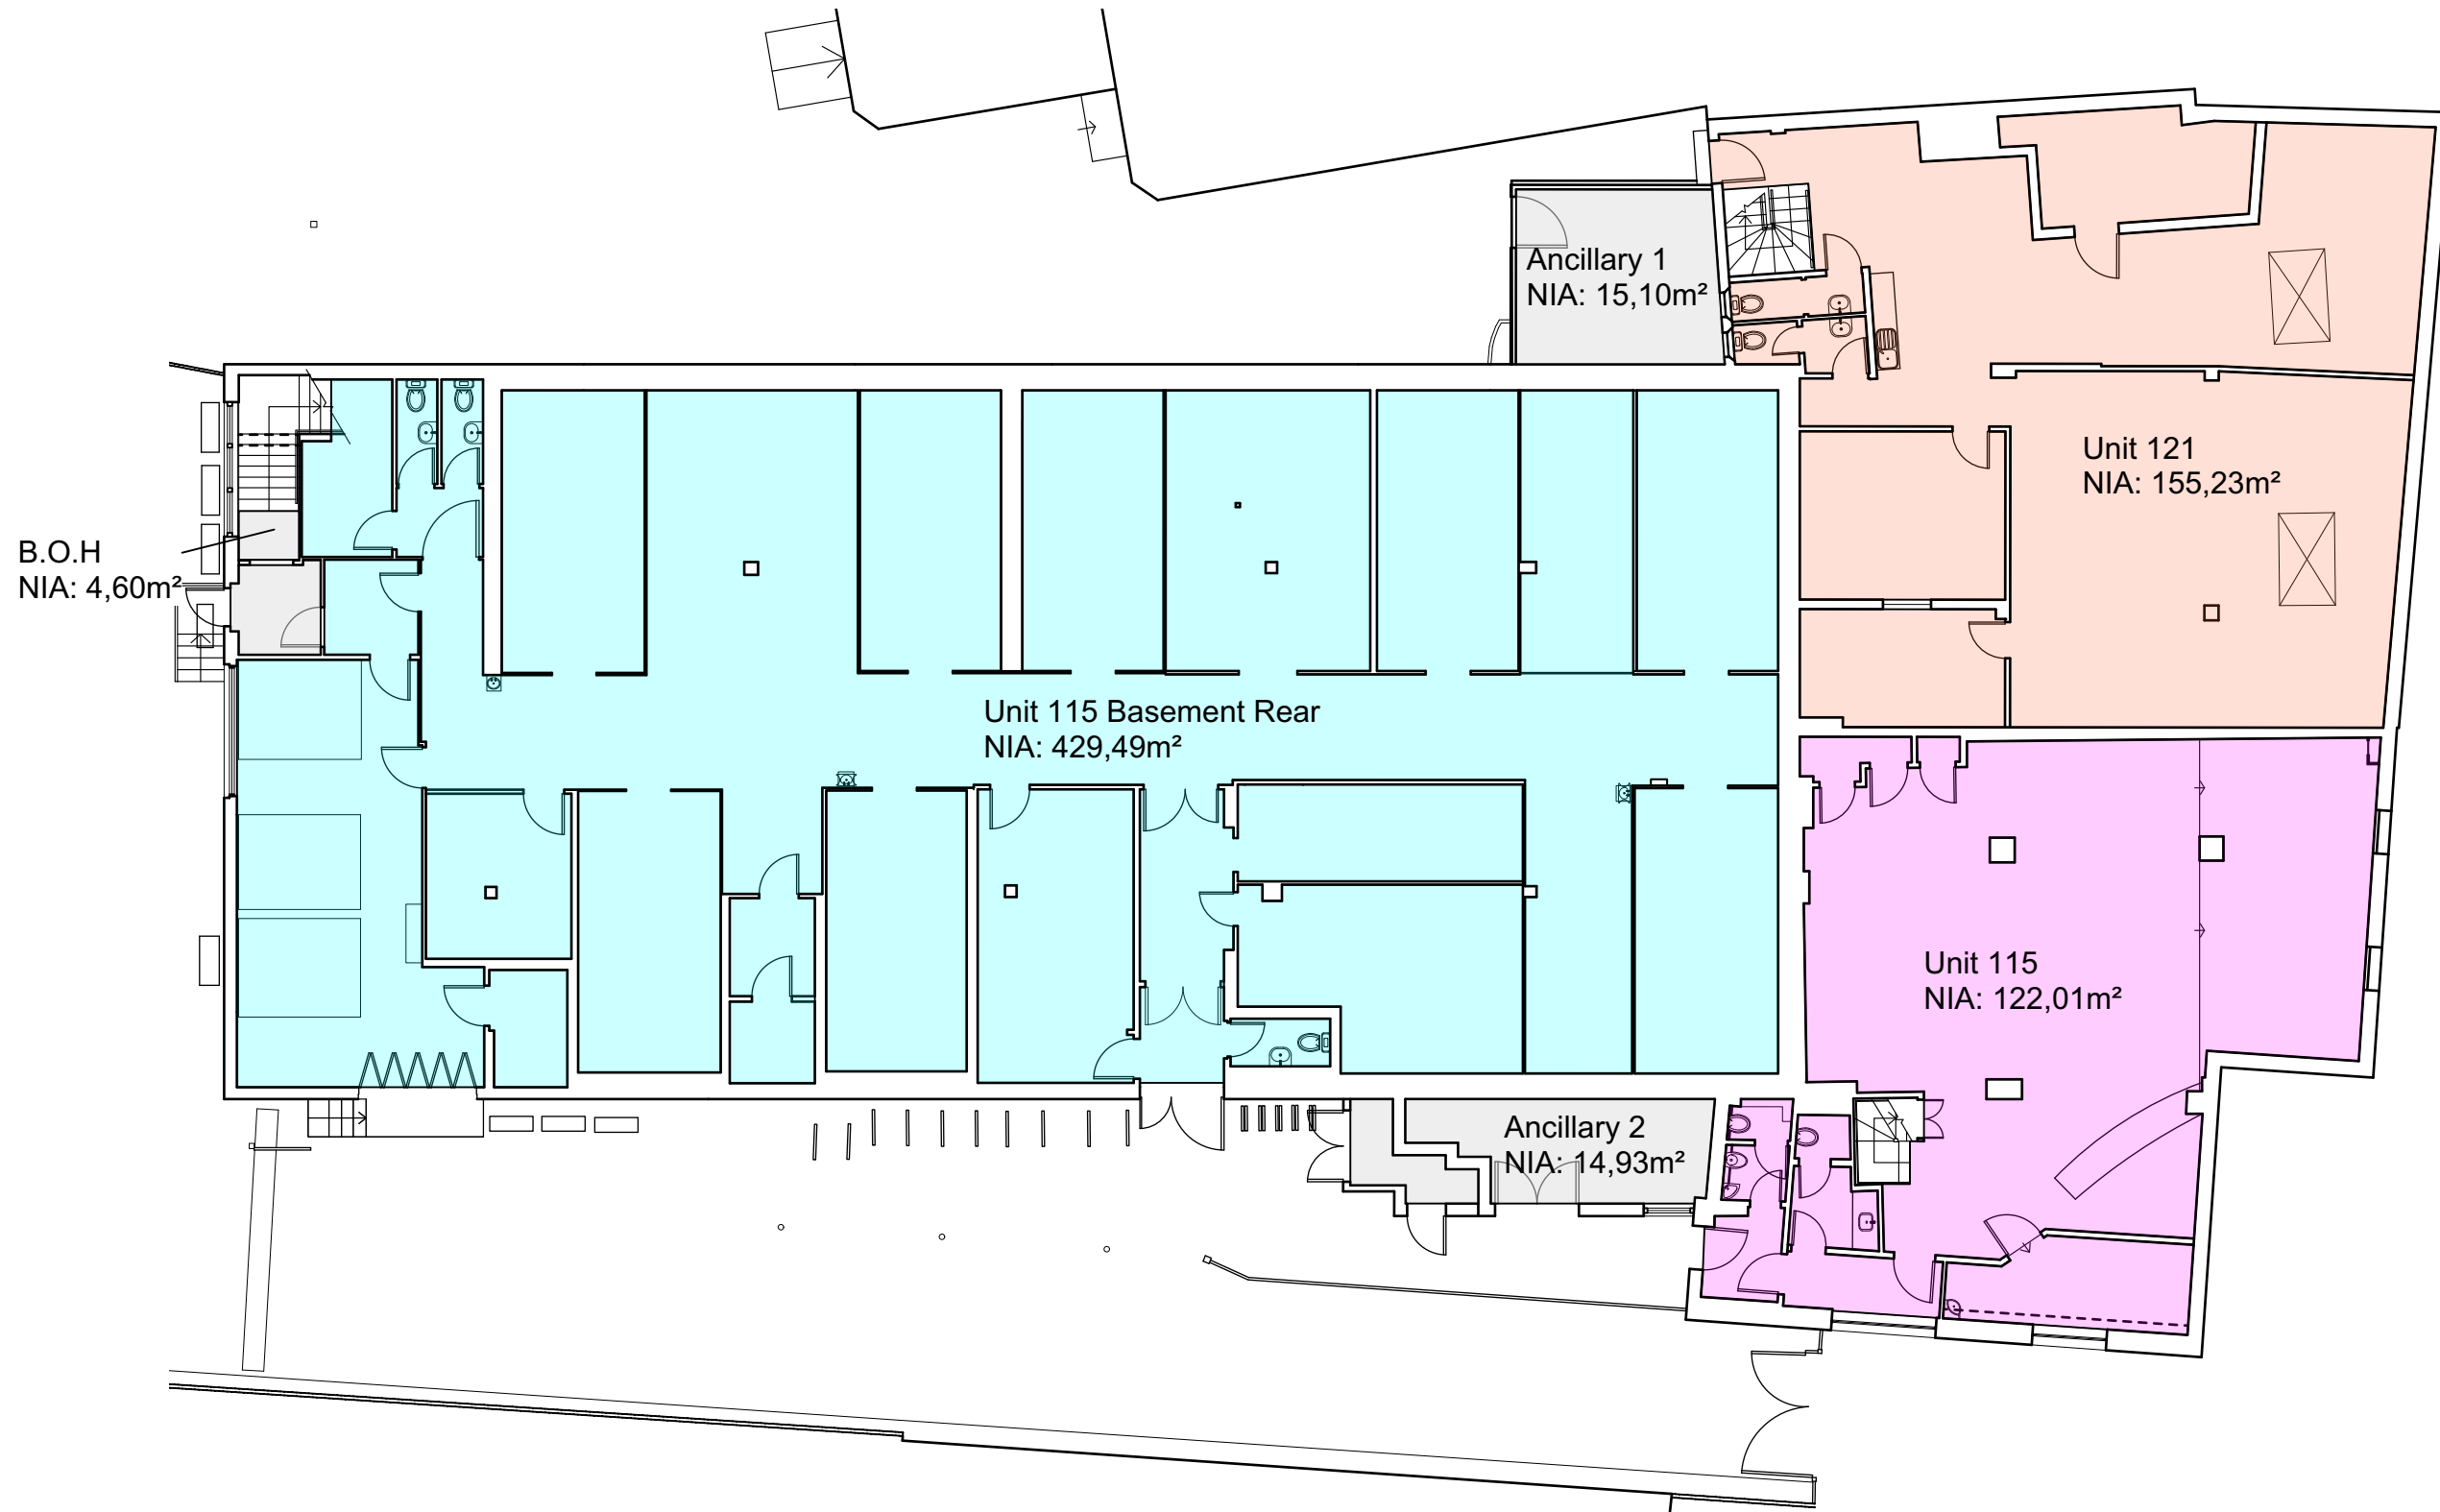 Ancillary 1
NIA: 15,10m²
Unit 121
NIA: 155,23m²
B.O.H
NIA: 4,60m²
Unit 115 Basement Rear
NIA: 429,49m²
Unit 115
NIA: 122,01m²
Ancillary 2
NIA: 14,93m²